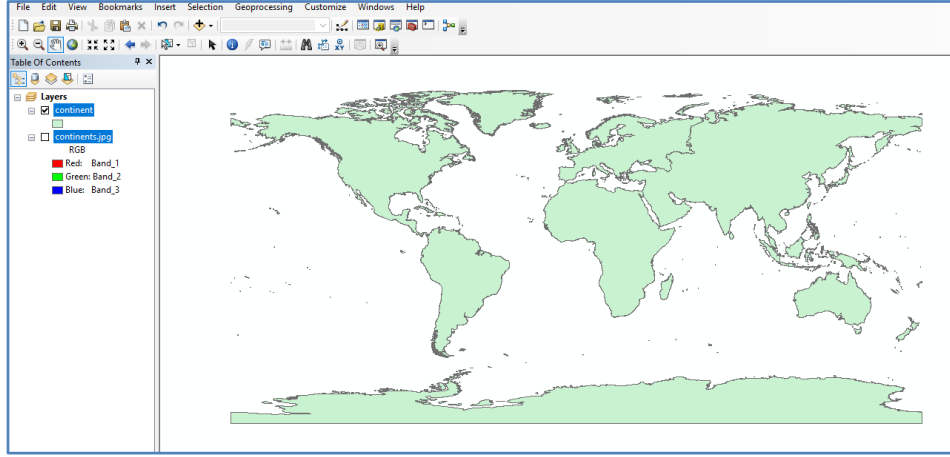 File Edit View Bookmarks Insert Selection Geoprocessing Customize Windows Help
Table Of Contents
Layers
continent
continents.jpg
RGB
Red: Band_1
Green: Band_2
Blue: Band_3